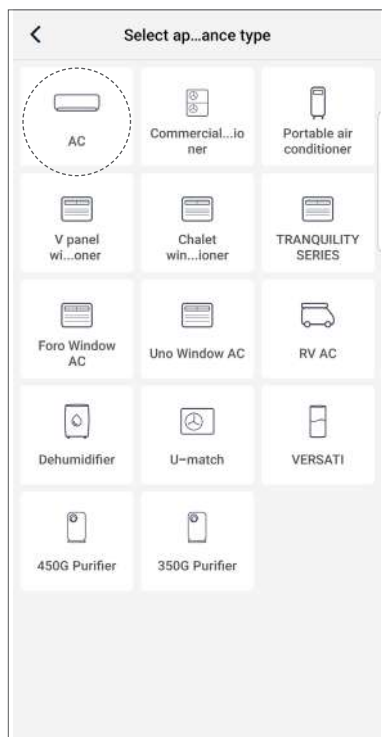 Select ap...ance type
AC
Commercial...io
ner
Portable air
conditioner
V panel
wi...oner
Chalet
win...ioner
TRANQUILITY
SERIES
Foro Window
AC
Uno Window AC
RV AC
Dehumidifier
U-match
VERSATI
450G Purifier
350G Purifier